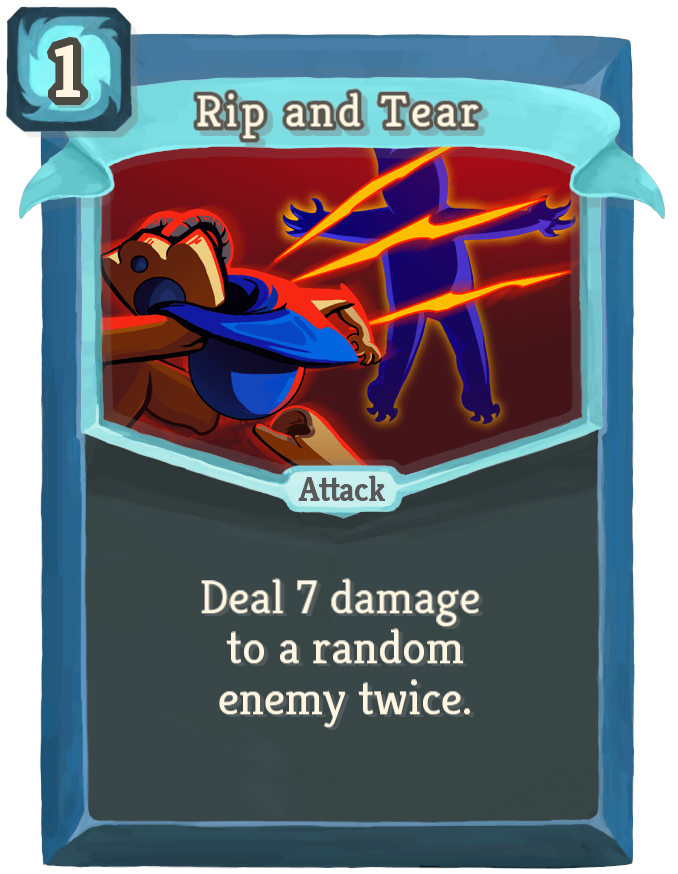 1
Rip and Tear
Attack
Deal 7 damage
to a random
enemy twice.